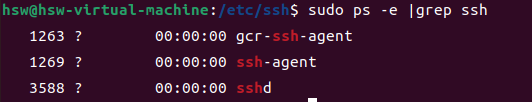 hsw@hsw-virtual-machine:/etc/ssh$ sudo ps -e |grep ssh
1263 ? 00:00:00 gcr-ssh-agent
1269 ? 00:00:00 ssh-agent
3588 ? 00:00:00 sshd